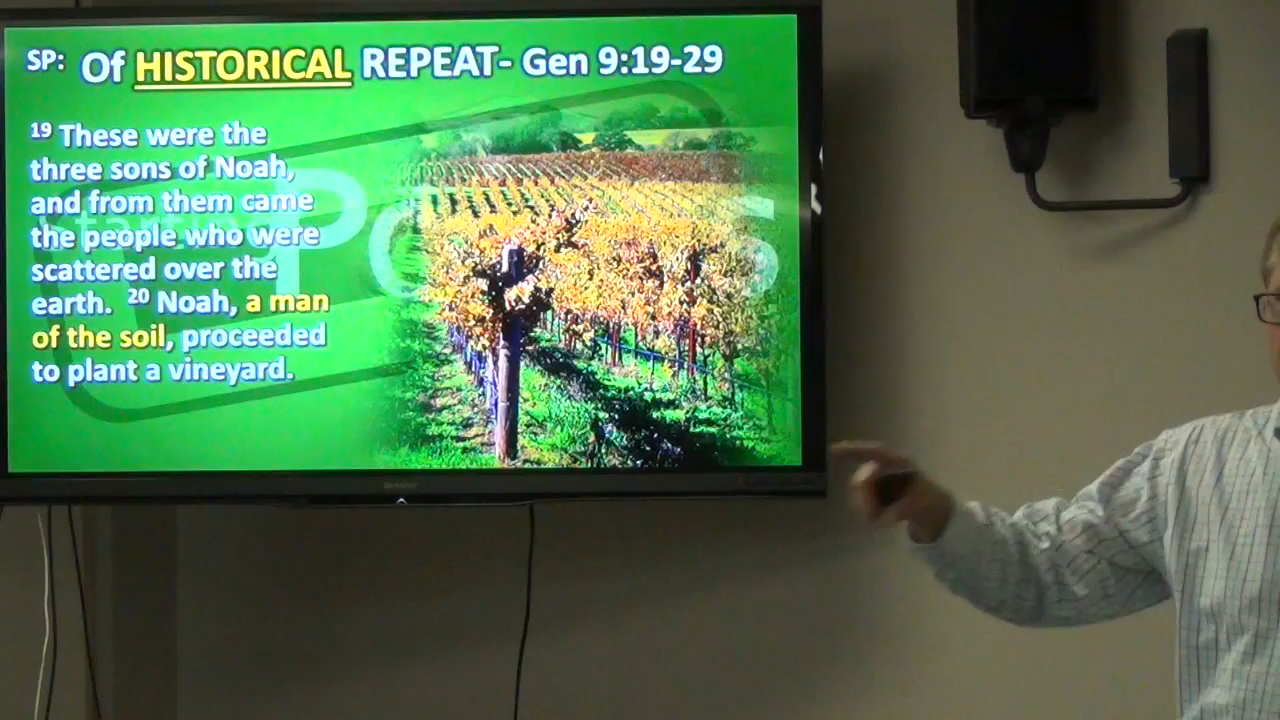 SP: Of HISTORICAL REPEAT- Gen 9:19-29
19 These were the
three sons of Noah,
and from them came
the people who were
scattered over the
earth. 20 Noah, a man
of the soil, proceeded
to plant a vineyard.
SHARP